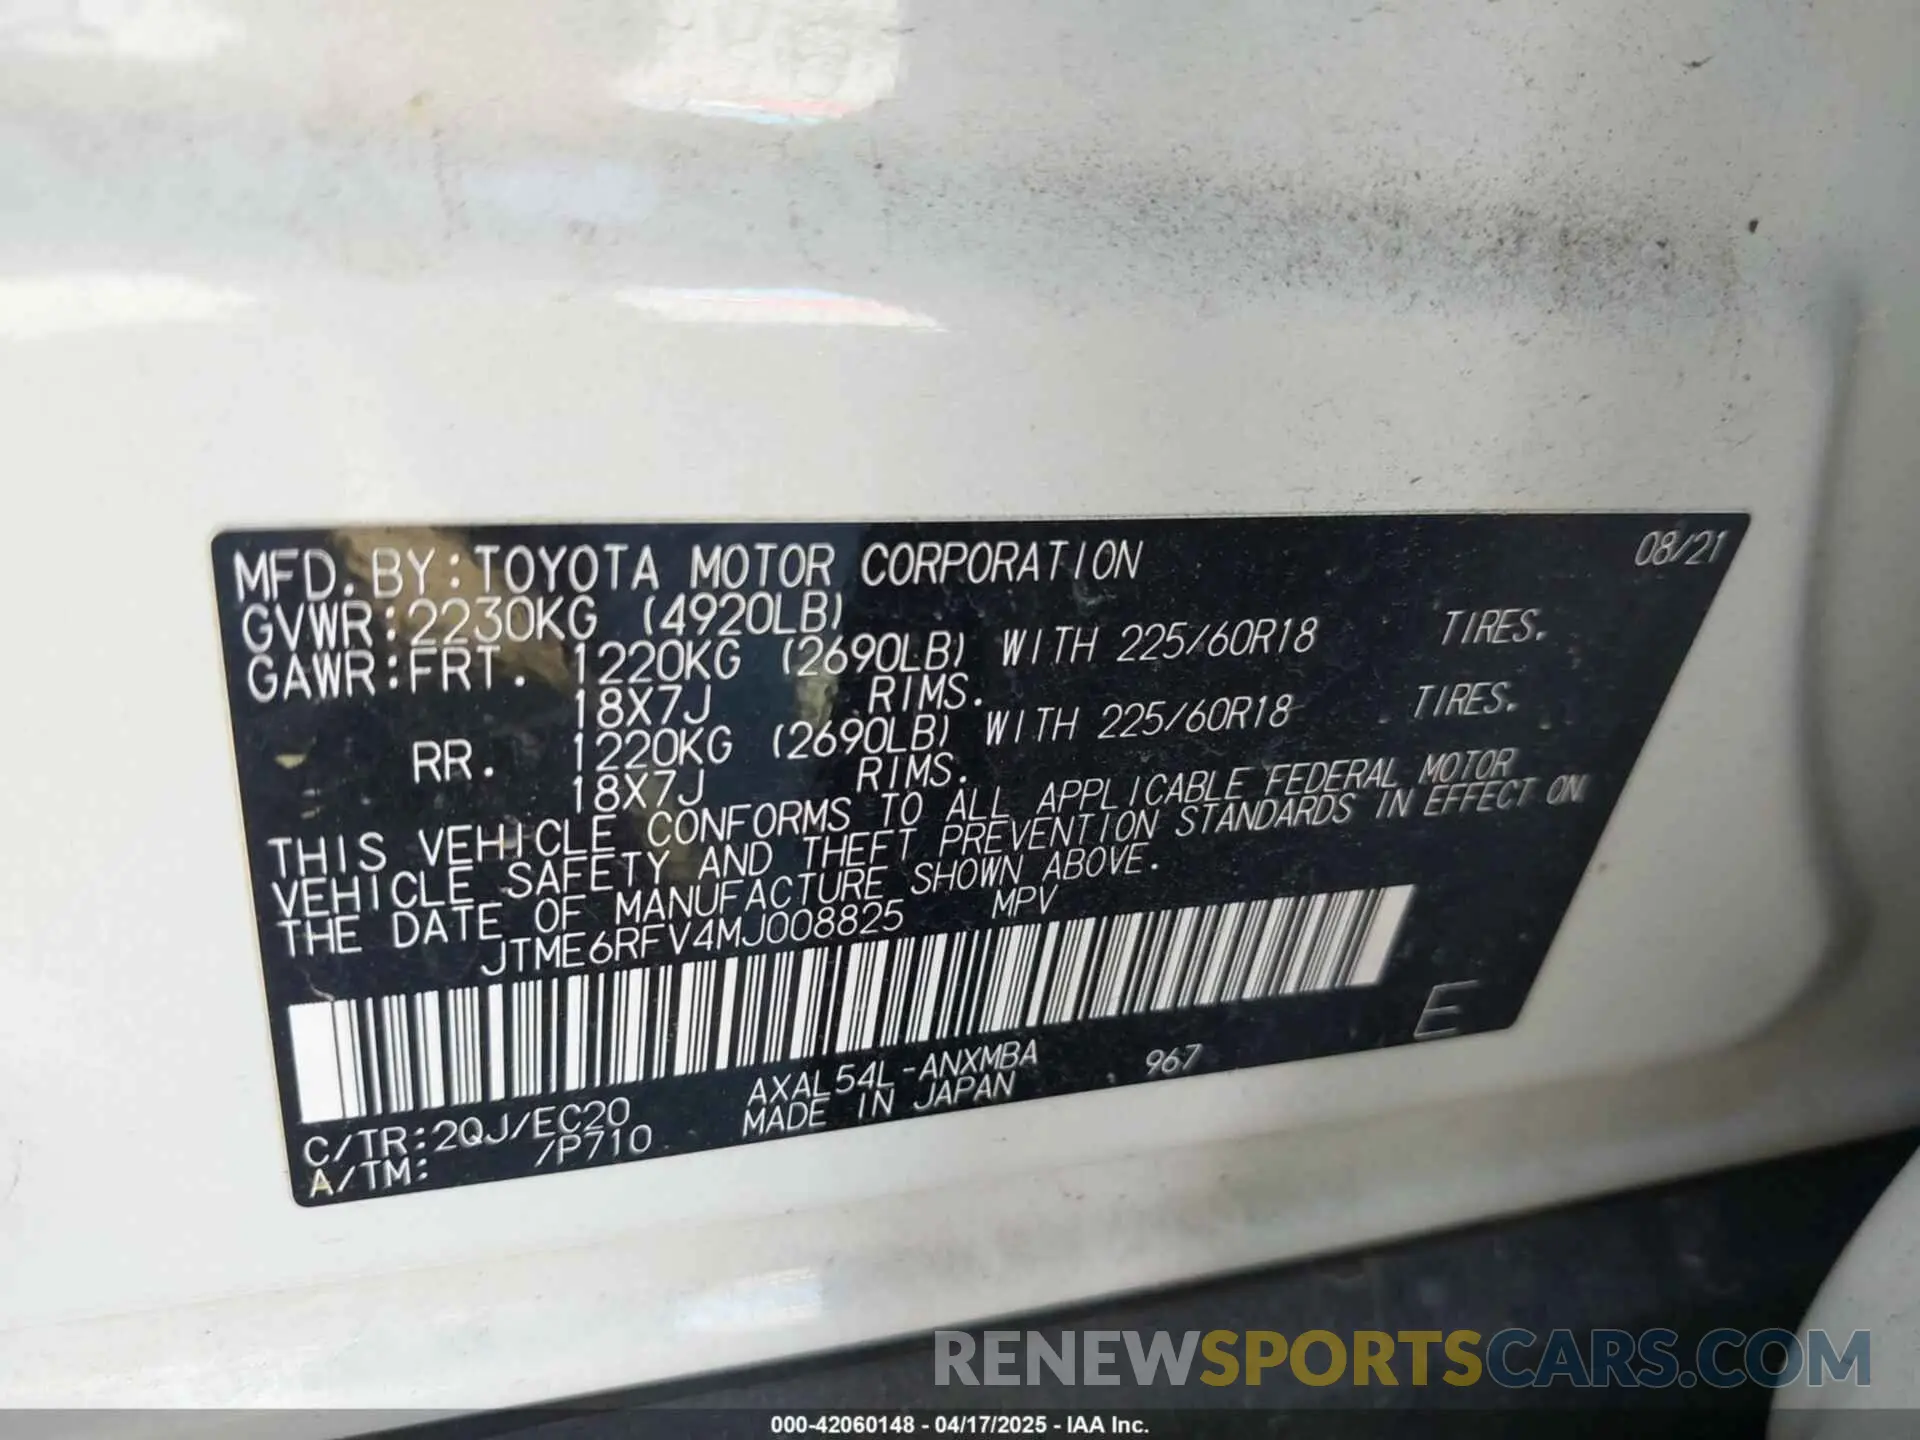 MFD. BY: TOYOTA MOTOR CORPORATION 08/21
GVWR: 2230KG (4920LB)
GAWR: FRT. 1220KG (2690LB) WITH 225/60R18 TIRES.
18X7J RIMS.
RR. 1220KG (2690LB) WITH 225/60R18 TIRES.
18X7J RIMS.
THIS VEHICLE CONFORMS TO ALL APPLICABLE FEDERAL MOTOR
VEHICLE SAFETY AND THEFT PREVENTION STANDARDS IN EFFECT ON
THE DATE OF MANUFACTURE SHOWN ABOVE.
JTME6RFV4MJ008825 MPV
E
AXAL54L-ANXMBA 967
C/TR:2QJ/EC20 MADE IN JAPAN
A/TM: /P710
RENEWSPORTSCARS.COM
000-42060148 - 04/17/2025 - IAA Inc.